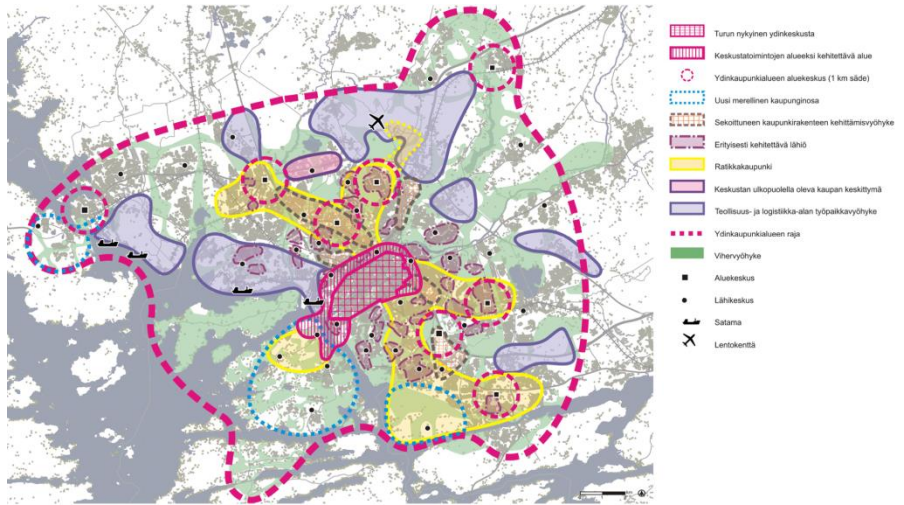 Turun nykyinen ydinkeskusta
Keskustatoimintojen alueeksi kehitettävä alue
Ydinkaupunkialueen aluekeskus (1 km säde)
Uusi merellinen kaupunginosa
Sekoittuneen kaupunkirakenteen kehittämisvyöhyke
Erityisesti kehitettävä lähiö
Ratikkakaupunki
Keskustan ulkopuolella oleva kaupan keskittymä
Teollisuus- ja logistiikka-alan työpaikkavyöhyke
Ydinkaupunkialueen raja
Vihervyöhyke
Aluekeskus
Lähikeskus
Satama
Lentokenttä